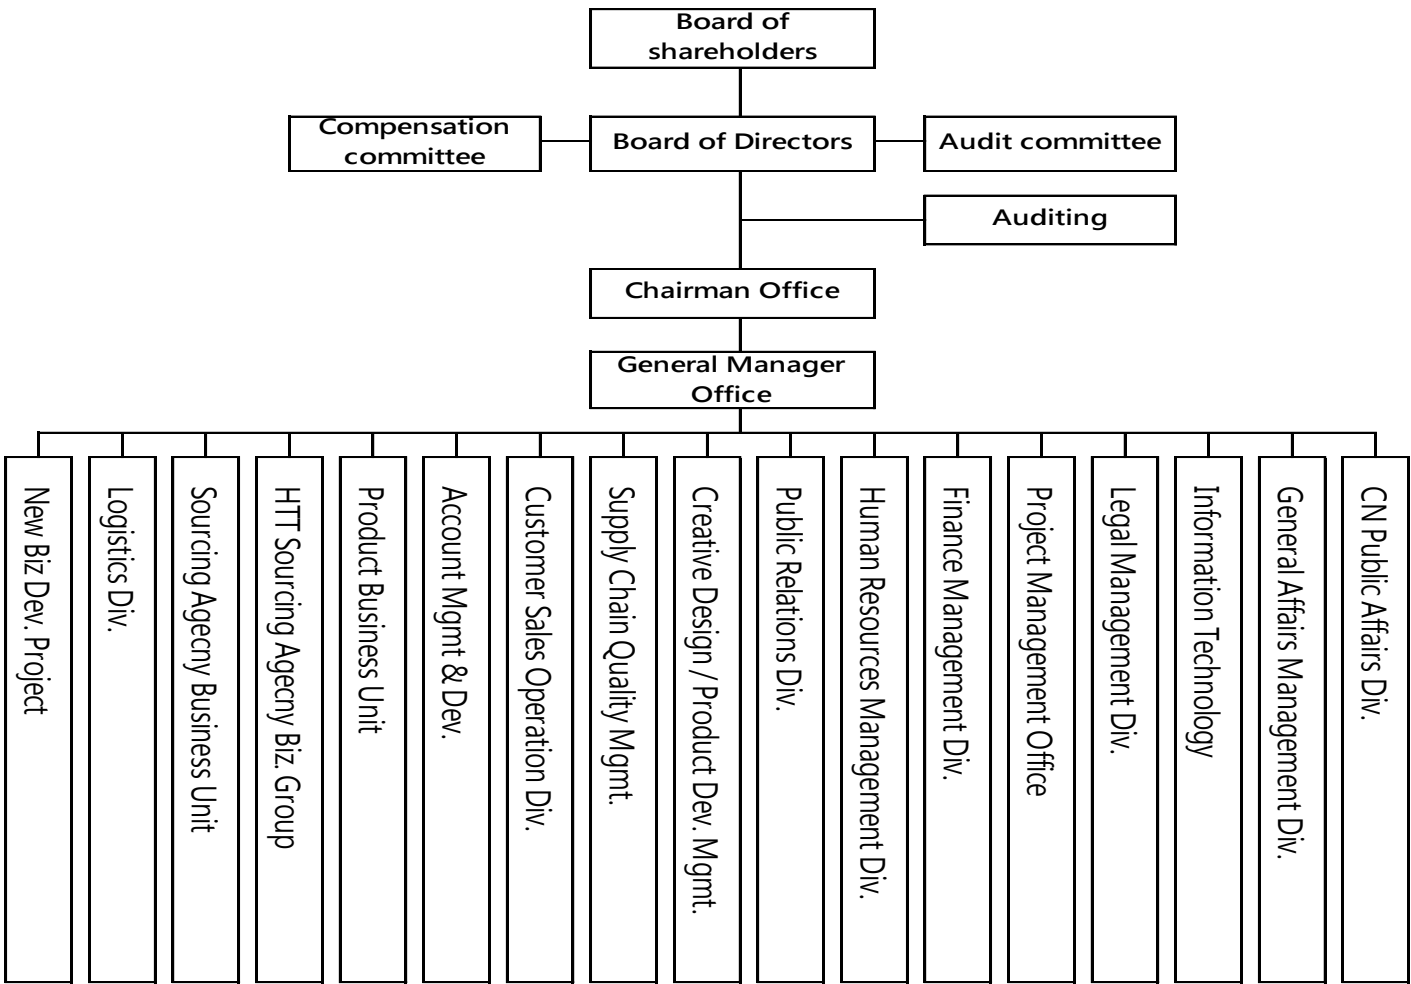 Board of
shareholders
Compensation
committee
Board of Directors
Audit committee
Auditing
Chairman Office
General Manager
Office
New Biz Dev. Project
Logistics Div.
Sourcing Agecny Business Unit
HTT Sourcing Agecny Biz. Group
Product Business Unit
Account Mgmt & Dev.
Customer Sales Operation Div.
Supply Chain Quality Mgmt.
Creative Design / Product Dev. Mgmt.
Public Relations Div.
Human Resources Management Div.
Finance Management Div.
Project Management Office
Legal Management Div.
Information Technology
General Affairs Management Div.
CN Public Affairs Div.